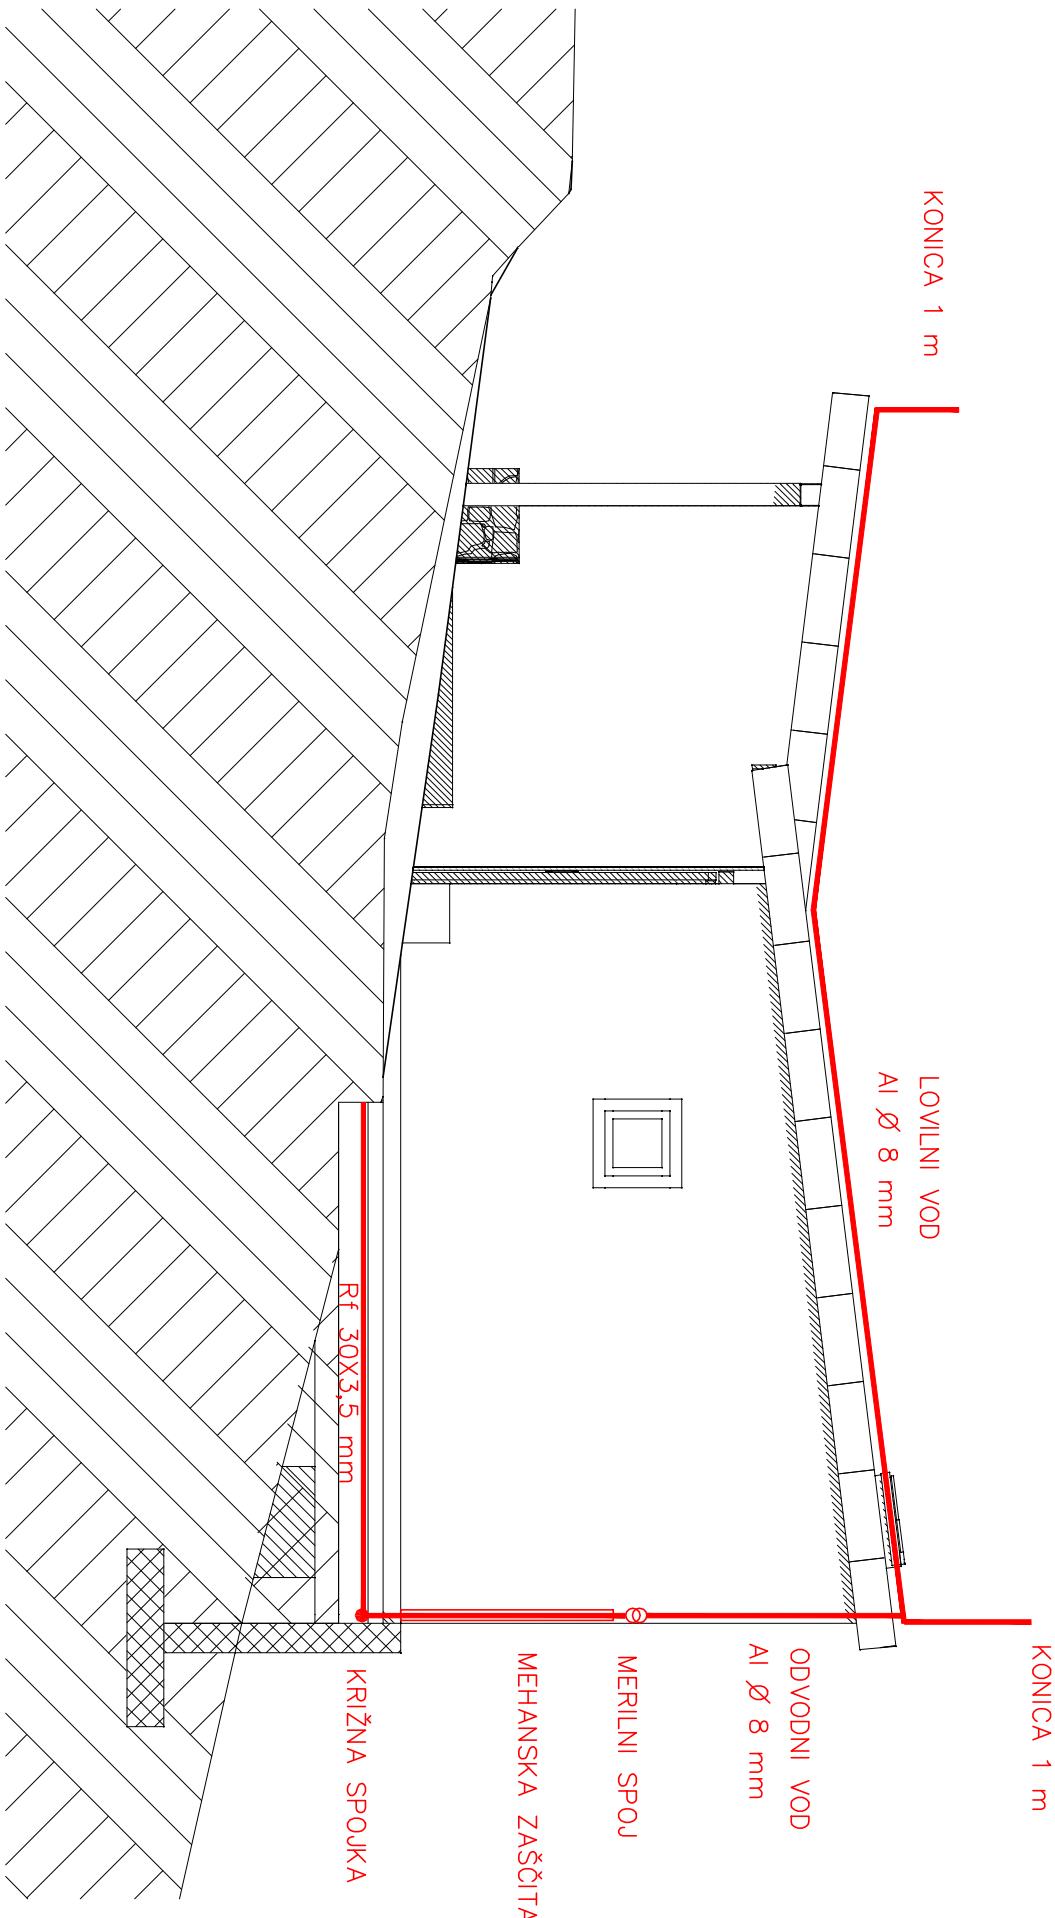 KONICA 1 m
LOVILNI VOD
Al Ø 8 mm
KONICA 1 m
ODVODNI VOD
Al Ø 8 mm
MERILNI SPOJ
MEHANSKA ZAŠČITA
KRIŽNA SPOJKA
Rf 30X3,5 mm